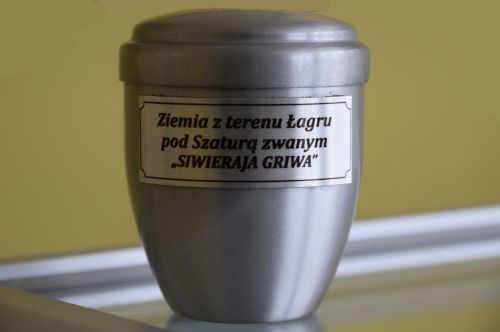 Ziemia z terenu Łagru
pod Szaturą zwanym
„SIWIERAJA GRIWA”